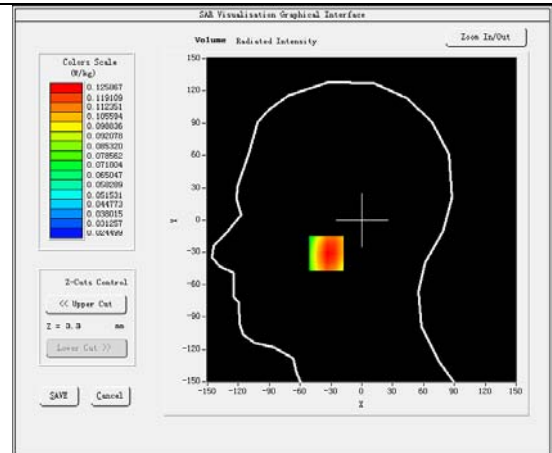 SAR Visualisation Graphical Interface
Volume Radiated Intensity
Zoom In/Out
Colors Scale
(W/kg)
0.125867
0.119109
0.112351
0.105594
0.098836
0.092078
0.085320
0.078562
0.071804
0.065047
0.058289
0.051531
0.044773
0.038015
0.031257
0.024499
Z-Cuts Control
<< Upper Cut
Z = 3.3 mm
Lower Cut >>
SAVE Cancel
150
120
90
60
30
0
-30
-60
-90
-120
-150
Y
-150 -120 -90 -60 -30 0 30 60 90 120 150
X